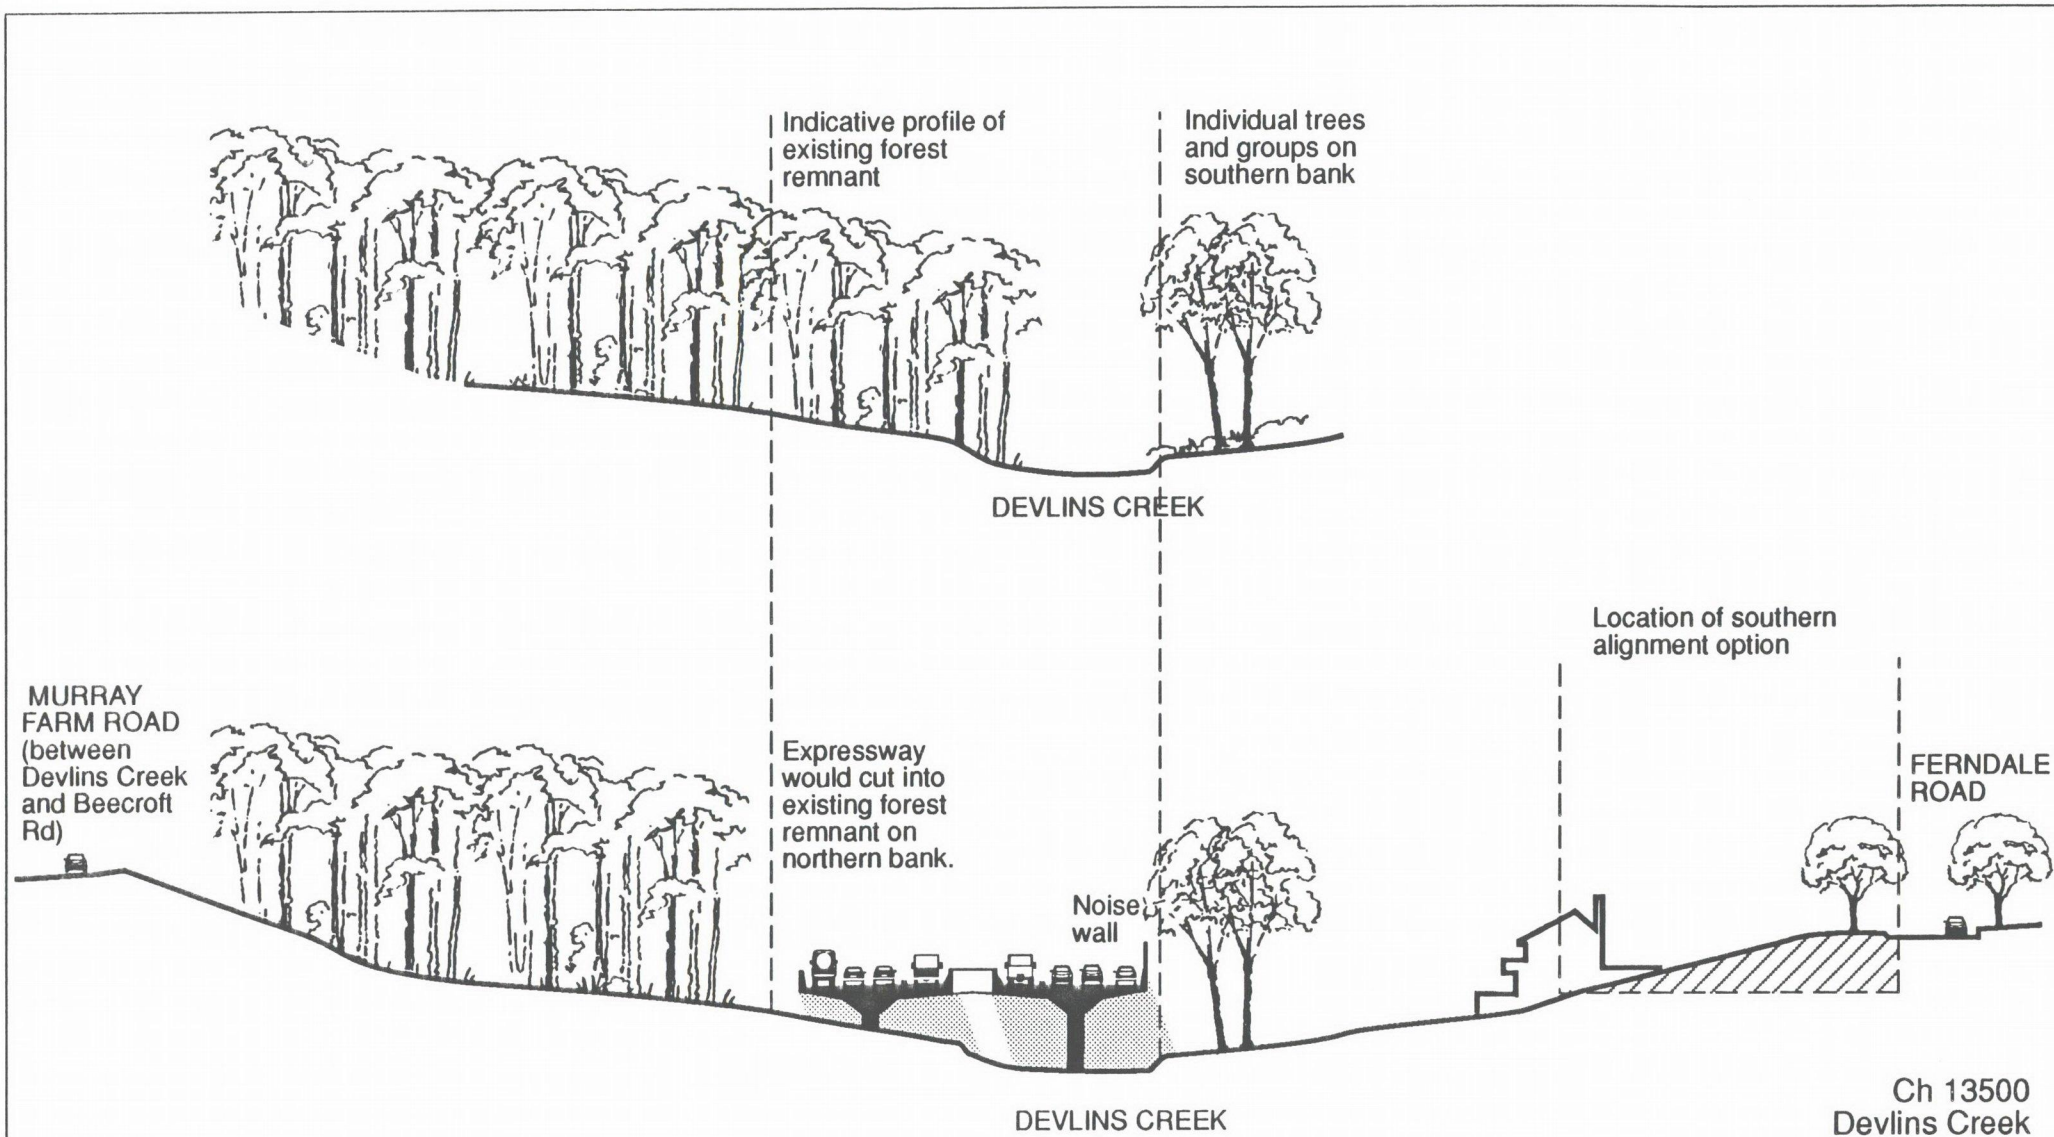 Indicative profile of
existing forest
remnant
Individual trees
and groups on
southern bank
DEVLINS CREEK
Location of southern
alignment option
MURRAY
FARM ROAD
(between
Devlins Creek
and Beecroft
Rd)
Expressway
would cut into
existing forest
remnant on
northern bank.
Noise
wall
FERNDALE
ROAD
DEVLINS CREEK
Ch 13500
Devlins Creek